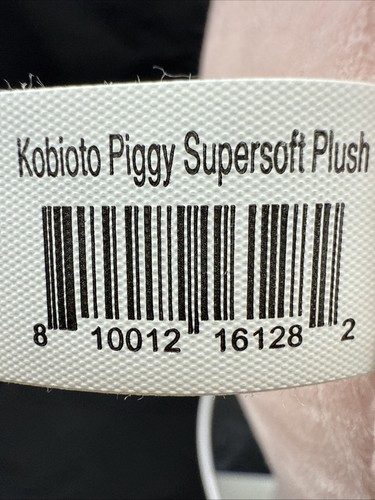 Kobioto Piggy Supersoft Plush
8 10012 16128 2